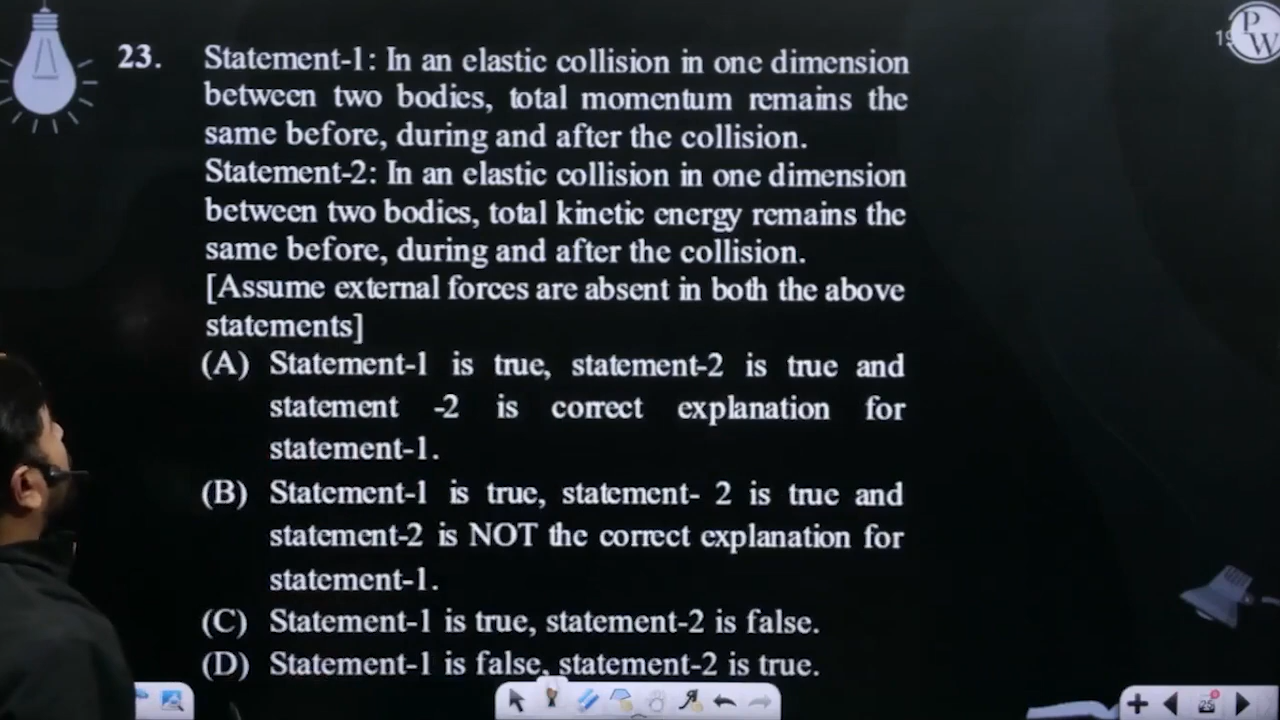 PW
23. Statement-1: In an elastic collision in one dimension
between two bodies, total momentum remains the
same before, during and after the collision.
Statement-2: In an elastic collision in one dimension
between two bodies, total kinetic energy remains the
same before, during and after the collision.
[Assume external forces are absent in both the above
statements]
(A) Statement-1 is true, statement-2 is true and
statement -2 is correct explanation for
statement-1.
(B) Statement-1 is true, statement- 2 is true and
statement-2 is NOT the correct explanation for
statement-1.
(C) Statement-1 is true, statement-2 is false.
(D) Statement-1 is false, statement-2 is true.